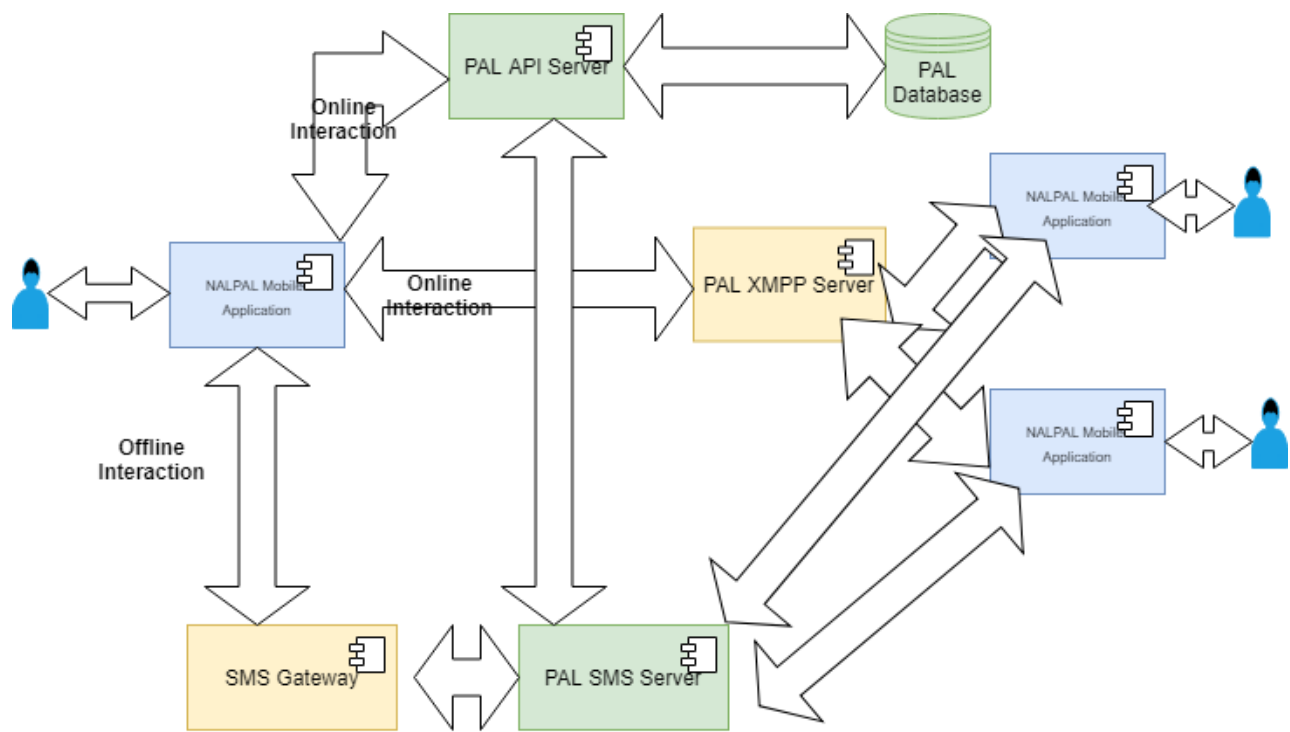 PAL API Server
PAL
Database
Online
Interaction
NALPAL Mobile
Application
NALPAL Mobile
Application
Online
Interaction
PAL XMPP Server
NALPAL Mobile
Application
Offline
Interaction
SMS Gateway
PAL SMS Server